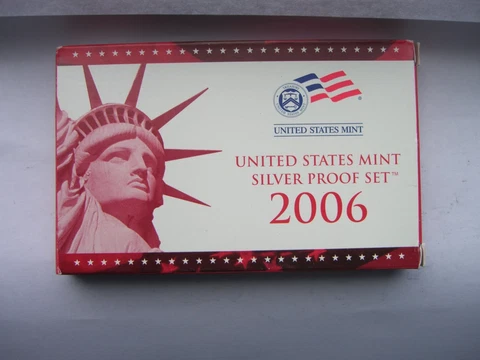 UNITED STATES MINT
UNITED STATES MINT
SILVER PROOF SET™
2006